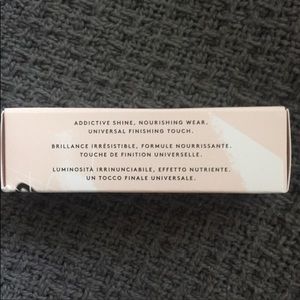 ADDICTIVE SHINE, NOURISHING WEAR.
UNIVERSAL FINISHING TOUCH.
BRILLANCE IRRÉSISTIBLE, FORMULE NOURRISSANTE.
TOUCHE DE FINITION UNIVERSELLE.
LUMINOSITÀ IRRINUNCIABILE, EFFETTO NUTRIENTE.
UN TOCCO FINALE UNIVERSALE.